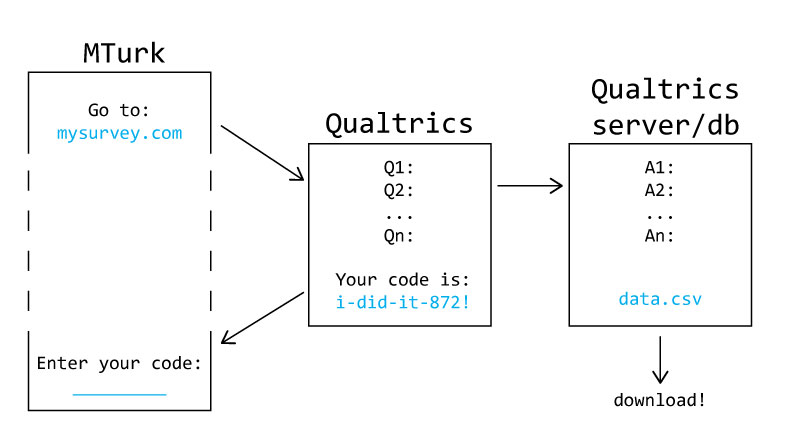 MTurk
Go to:
mysurvey.com
Enter your code:
Qualtrics
Q1:
Q2:
...
Qn:
Your code is:
i-did-it-872!
Qualtrics
server/db
A1:
A2:
...
An:
data.csv
download!